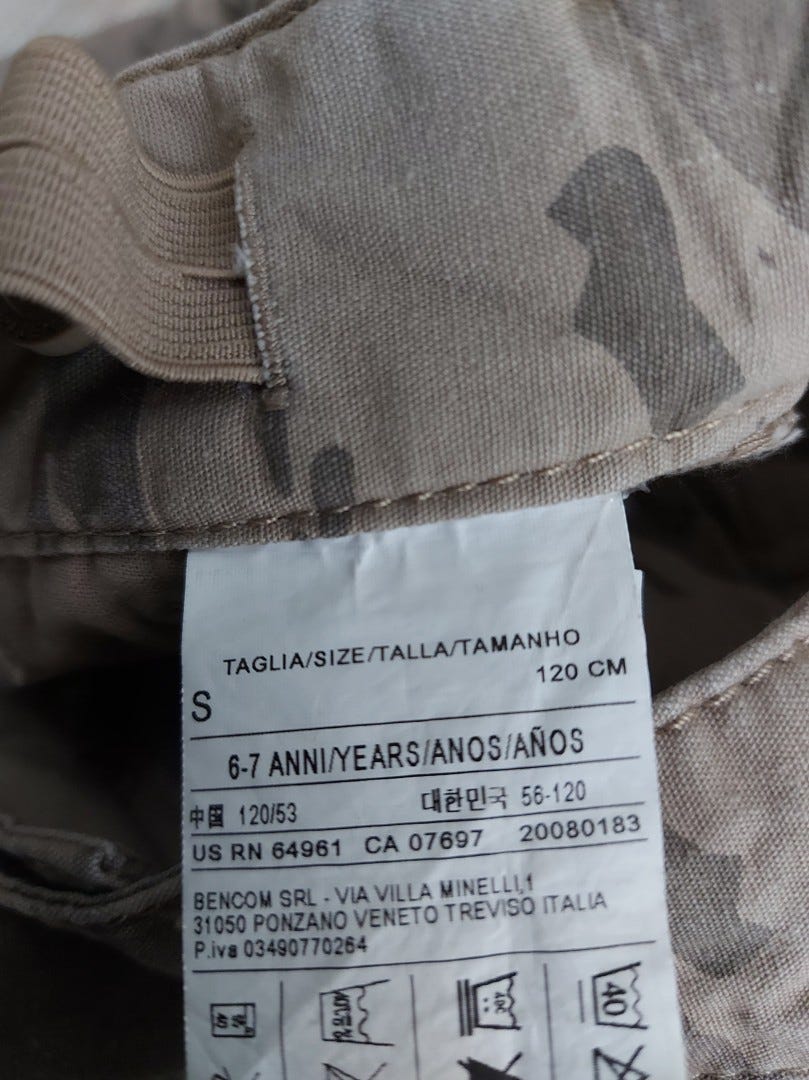 TAGLIA/SIZE/TALLA/TAMANHO
S 120 CM
6-7 ANNI/YEARS/ANOS/AÑOS
中国 120/53 대한민국 56-120
US RN 64961 CA 07697 20080183
BENCOM SRL - VIA VILLA MINELLI,1
31050 PONZANO VENETO TREVISO ITALIA
P.iva 03490770264
40